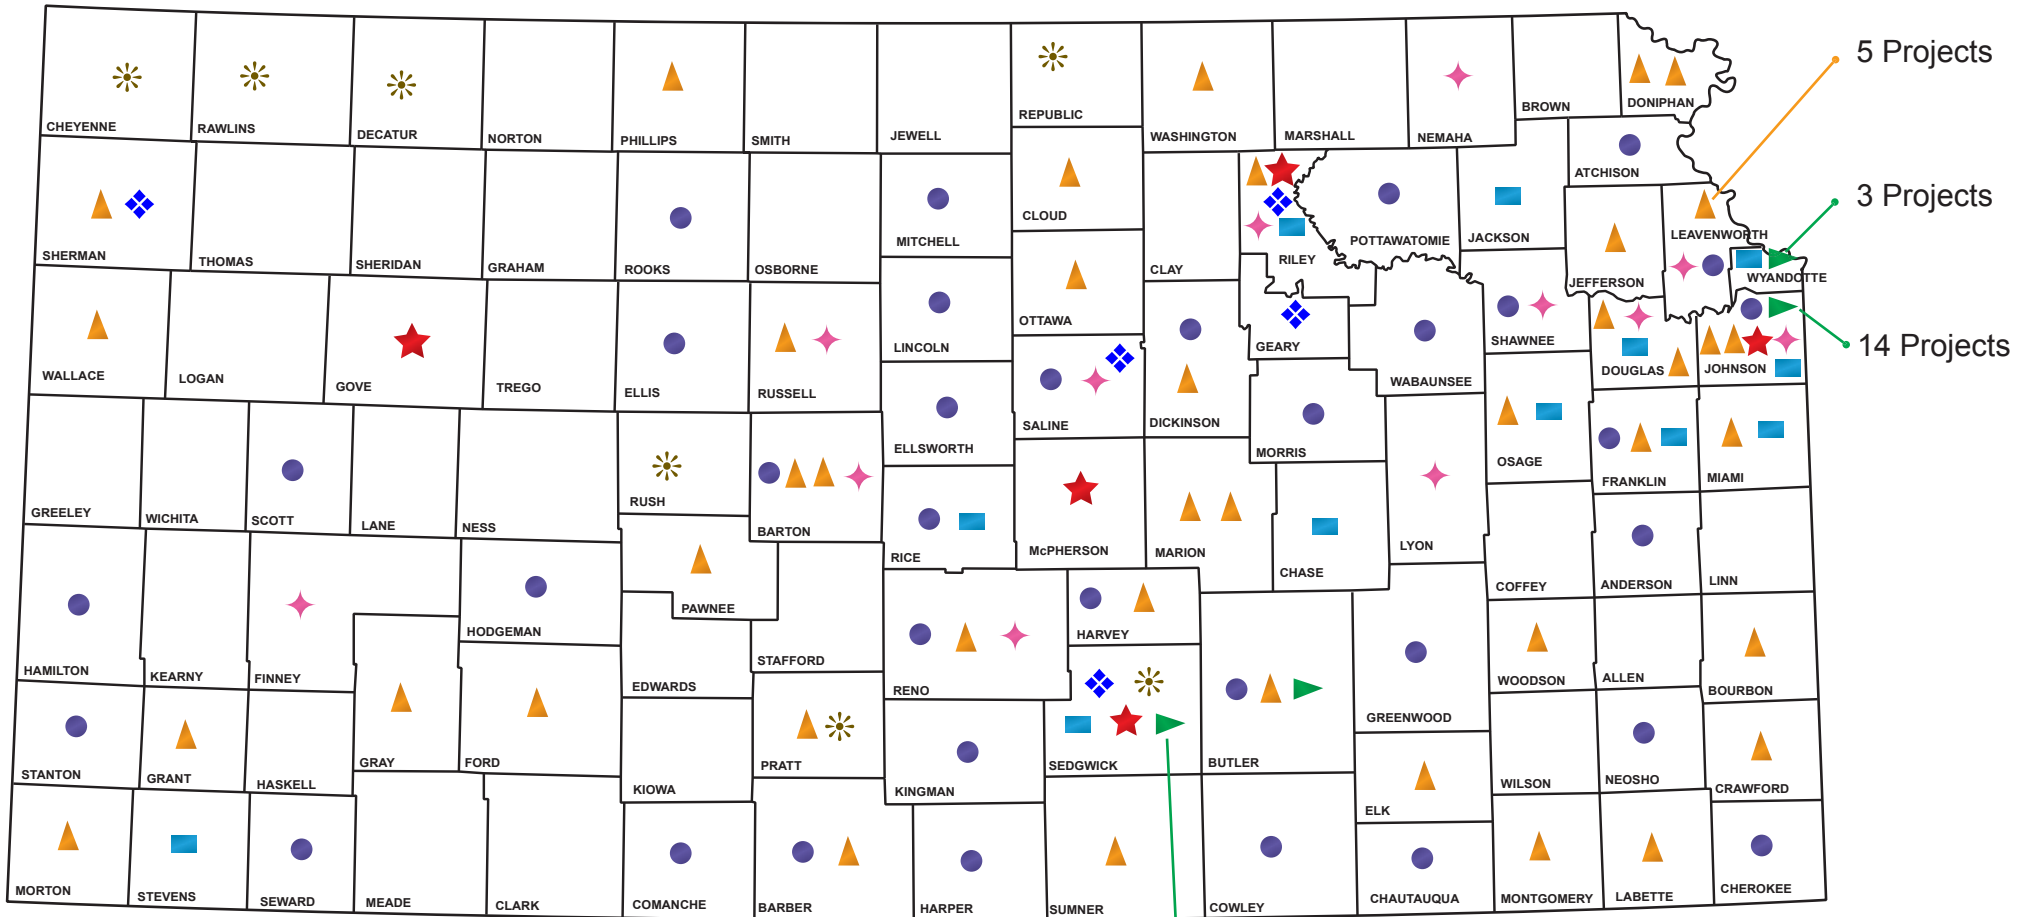 5 Projects
3 Projects
14 Projects
CHEYENNE
RAWLINS
DECATUR
NORTON
PHILLIPS
SMITH
JEWELL
REPUBLIC
WASHINGTON
MARSHALL
NEMAHA
BROWN
DONIPHAN
SHERMAN
THOMAS
SHERIDAN
GRAHAM
ROOKS
OSBORNE
MITCHELL
CLOUD
CLAY
RILEY
POTTAWATOMIE
JACKSON
ATCHISON
JEFFERSON
LEAVENWORTH
WYANDOTTE
WALLACE
LOGAN
GOVE
TREGO
ELLIS
RUSSELL
LINCOLN
OTTAWA
SALINE
DICKINSON
GEARY
WABAUNSEE
SHAWNEE
DOUGLAS
JOHNSON
GREELEY
WICHITA
SCOTT
LANE
NESS
RUSH
BARTON
ELLSWORTH
RICE
McPHERSON
MARION
MORRIS
CHASE
LYON
OSAGE
FRANKLIN
MIAMI
HAMILTON
KEARNY
FINNEY
HODGEMAN
PAWNEE
EDWARDS
STAFFORD
RENO
HARVEY
BUTLER
GREENWOOD
COFFEY
ANDERSON
LINN
WOODSON
ALLEN
BOURBON
STANTON
GRANT
HASKELL
GRAY
FORD
KIOWA
PRATT
KINGMAN
SEDGWICK
ELK
WILSON
NEOSHO
CRAWFORD
MORTON
STEVENS
SEWARD
MEADE
CLARK
COMANCHE
BARBER
HARPER
SUMNER
COWLEY
CHAUTAUQUA
MONTGOMERY
LABETTE
CHEROKEE